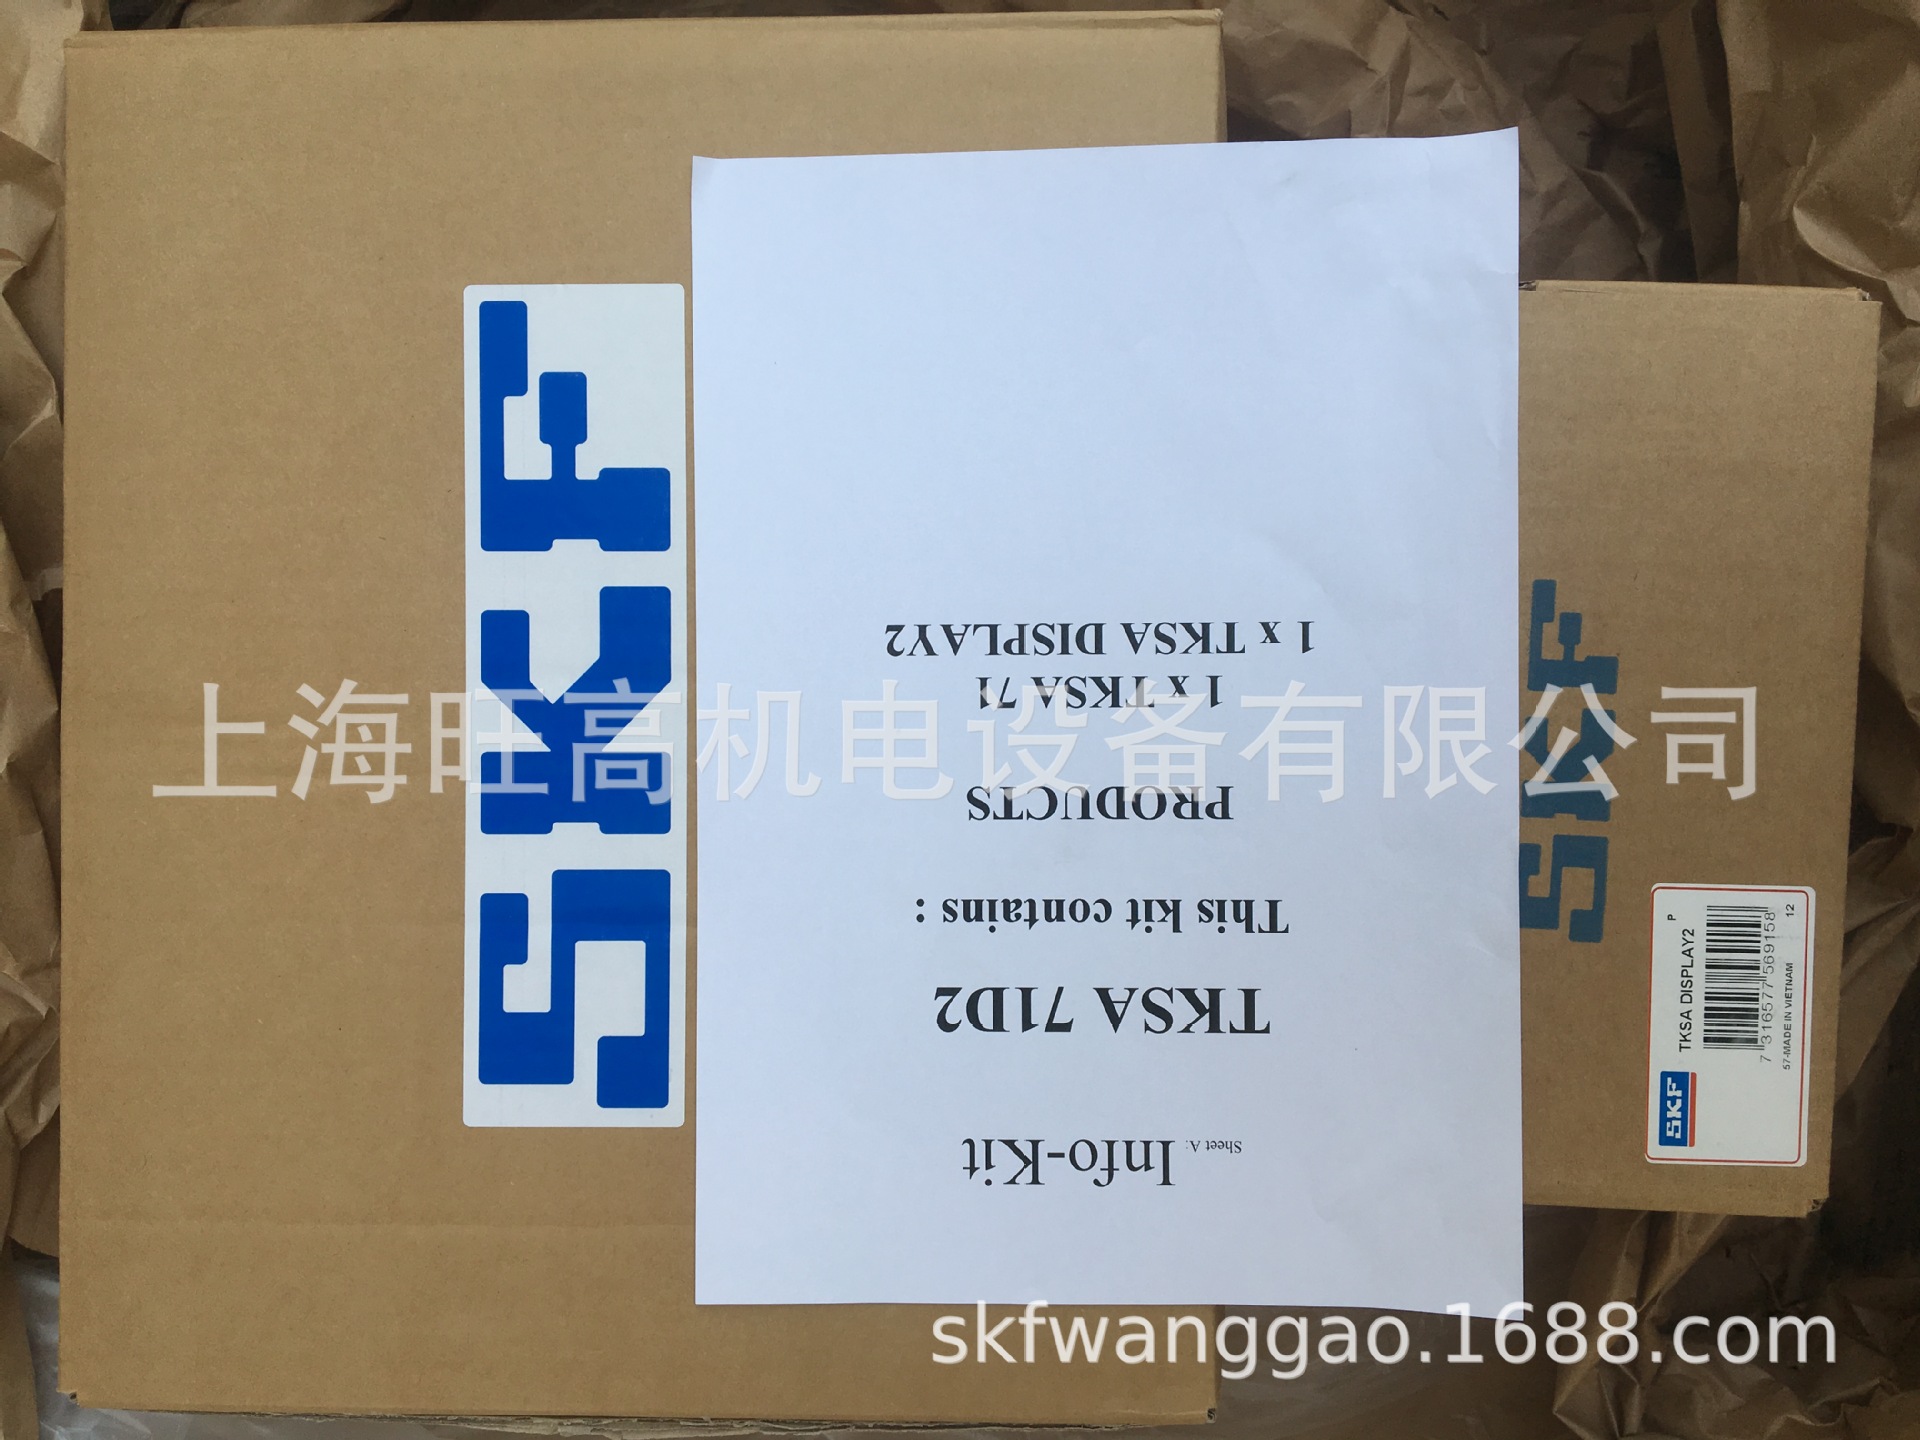 SKF
Sheet A: Info-Kit
TKSA 71D2
This kit contains :
PRODUCTS
1 x TKSA 71
1 x TKSA DISPLAY2
SKF
SKF
TKSA DISPLAY2
P
7 316577 569158
12
57-MADE IN VIETNAM
上海旺高机电设备有限公司
skfwanggao.1688.com